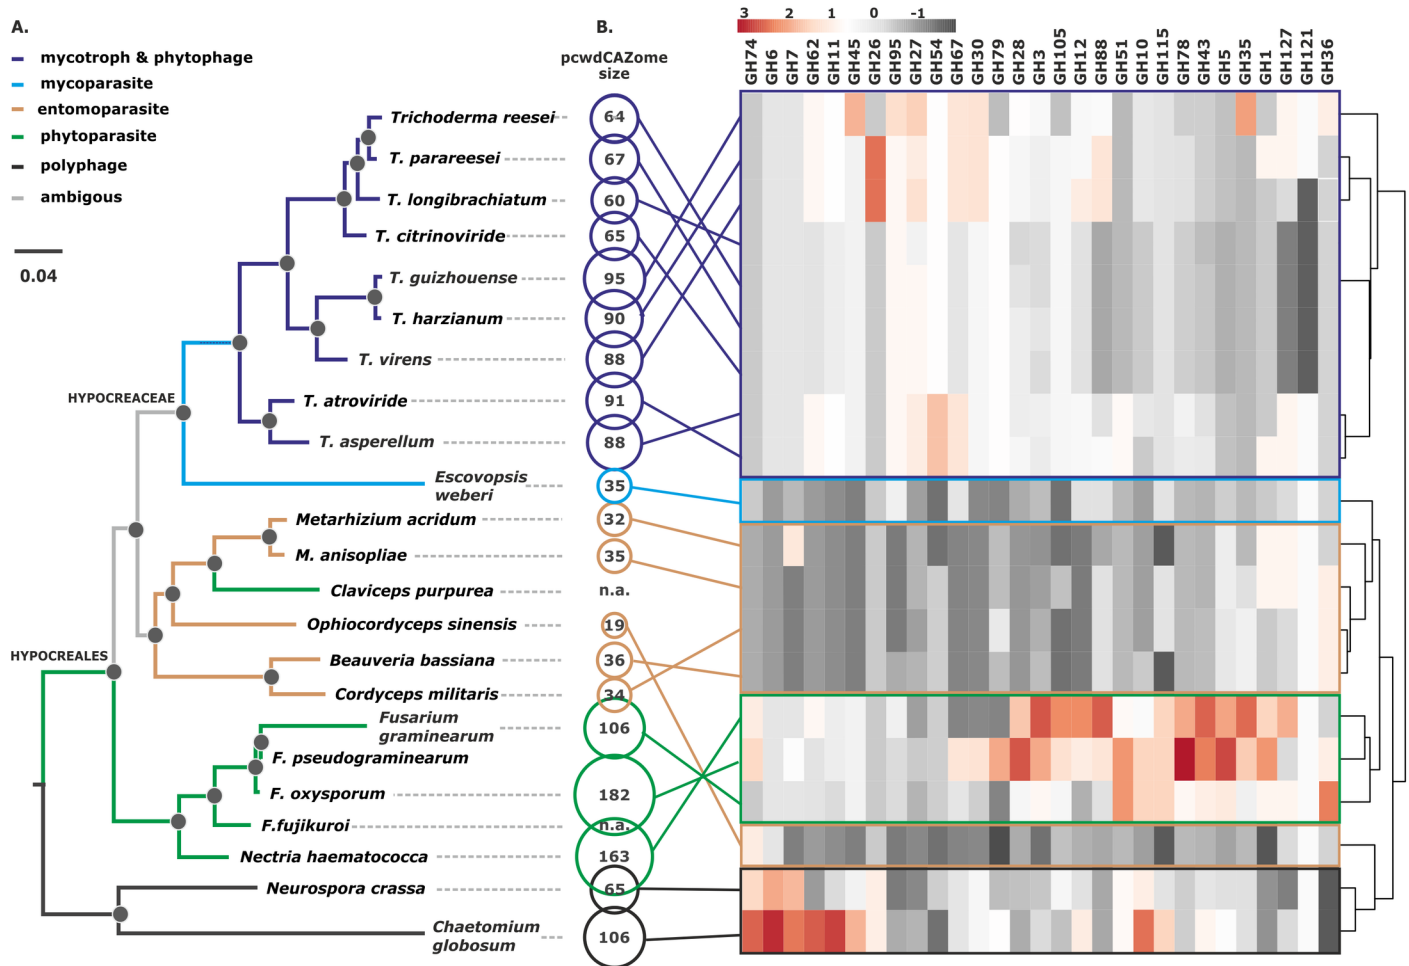 A.
mycotroph & phytophage
mycoparasite
entomoparasite
phytoparasite
polyphage
ambigous
0.04
HYPOCREACEAE
HYPOCREALES
Trichoderma reesei
T. parareesei
T. longibrachiatum
T. citrinoviride
T. guizhouense
T. harzianum
T. virens
T. atroviride
T. asperellum
Escovopsis
weberi
Metarhizium acridum
M. anisopliae
Claviceps purpurea
Ophiocordyceps sinensis
Beauveria bassiana
Cordyceps militaris
Fusarium
graminearum
F. pseudograminearum
F. oxysporum
F.fujikuroi
Nectria haematococca
Neurospora crassa
Chaetomium
globosum
B.
pcwdCAZome
size
64
67
60
65
95
90
88
91
88
35
32
35
n.a.
19
36
34
106
182
n.a.
163
65
106
3 2 1 0 -1
GH74
GH6
GH7
GH62
GH11
GH45
GH26
GH95
GH27
GH54
GH67
GH30
GH79
GH28
GH3
GH105
GH12
GH88
GH51
GH10
GH115
GH78
GH43
GH5
GH35
GH1
GH127
GH121
GH36